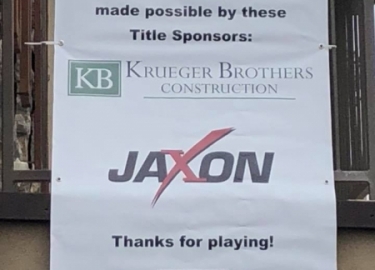 made possible by these
Title Sponsors:
KB KRUEGER BROTHERS
CONSTRUCTION
JAXON
Thanks for playing!